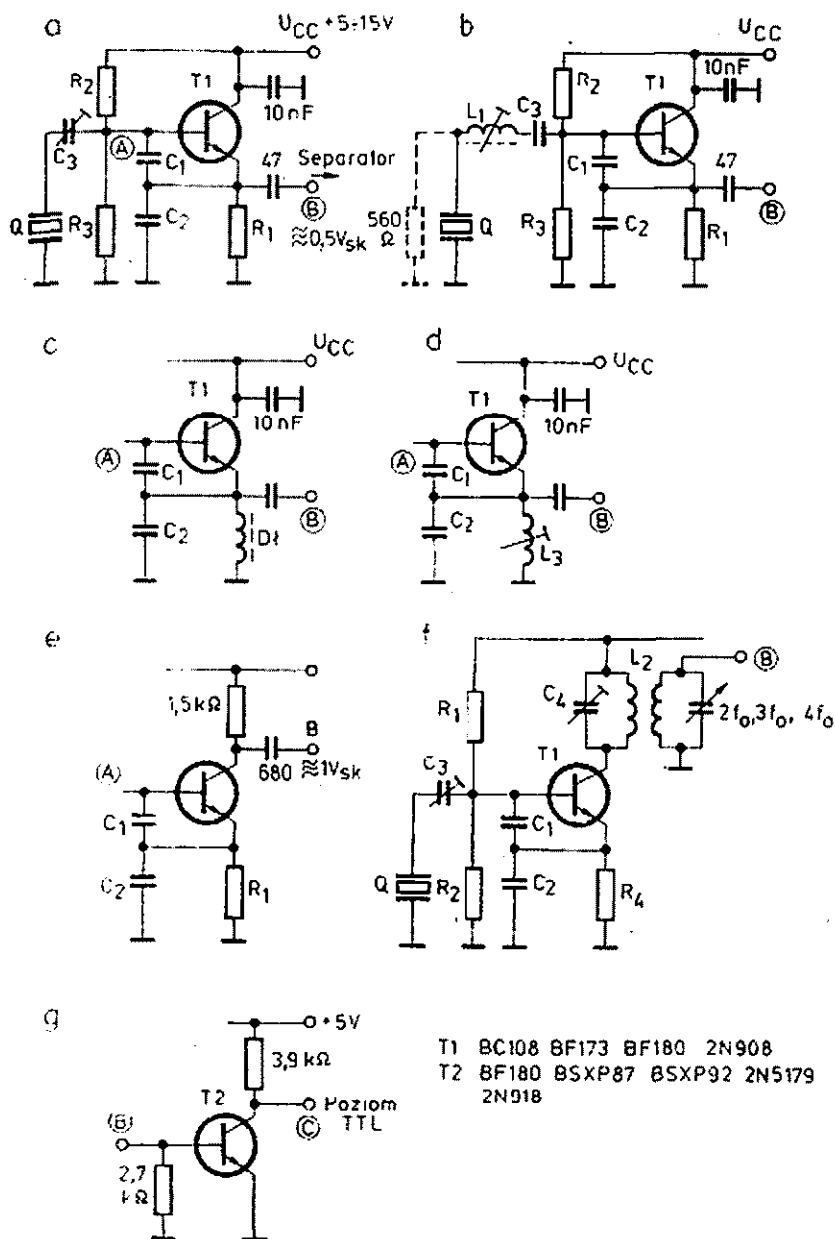 a
UCC +5÷15V
R2
T1
10nF
C3
A
C1
47
Separator
B
≈0,5Vsk
Q
R3
C2
R1
b
UCC
10nF
T1
R2
L1
C3
C1
47
B
560
Ω
Q
R3
C2
R1
c
UCC
T1
10nF
A
C1
B
C2
Dł
d
UCC
T1
10nF
A
C1
B
C2
L3
e
1,5kΩ
B
680 ≈1Vsk
(A)
C1
C2
R1
f
L2
B
C4
2fo, 3fo, 4fo
R1
T1
C3
C1
Q
R2
C2
R4
g
+5V
3,9kΩ
T2
Poziom
C
TTL
(B)
2,7
kΩ
T1 BC108 BF173 BF180 2N908
T2 BF180 BSXP87 BSXP92 2N5179
2N918